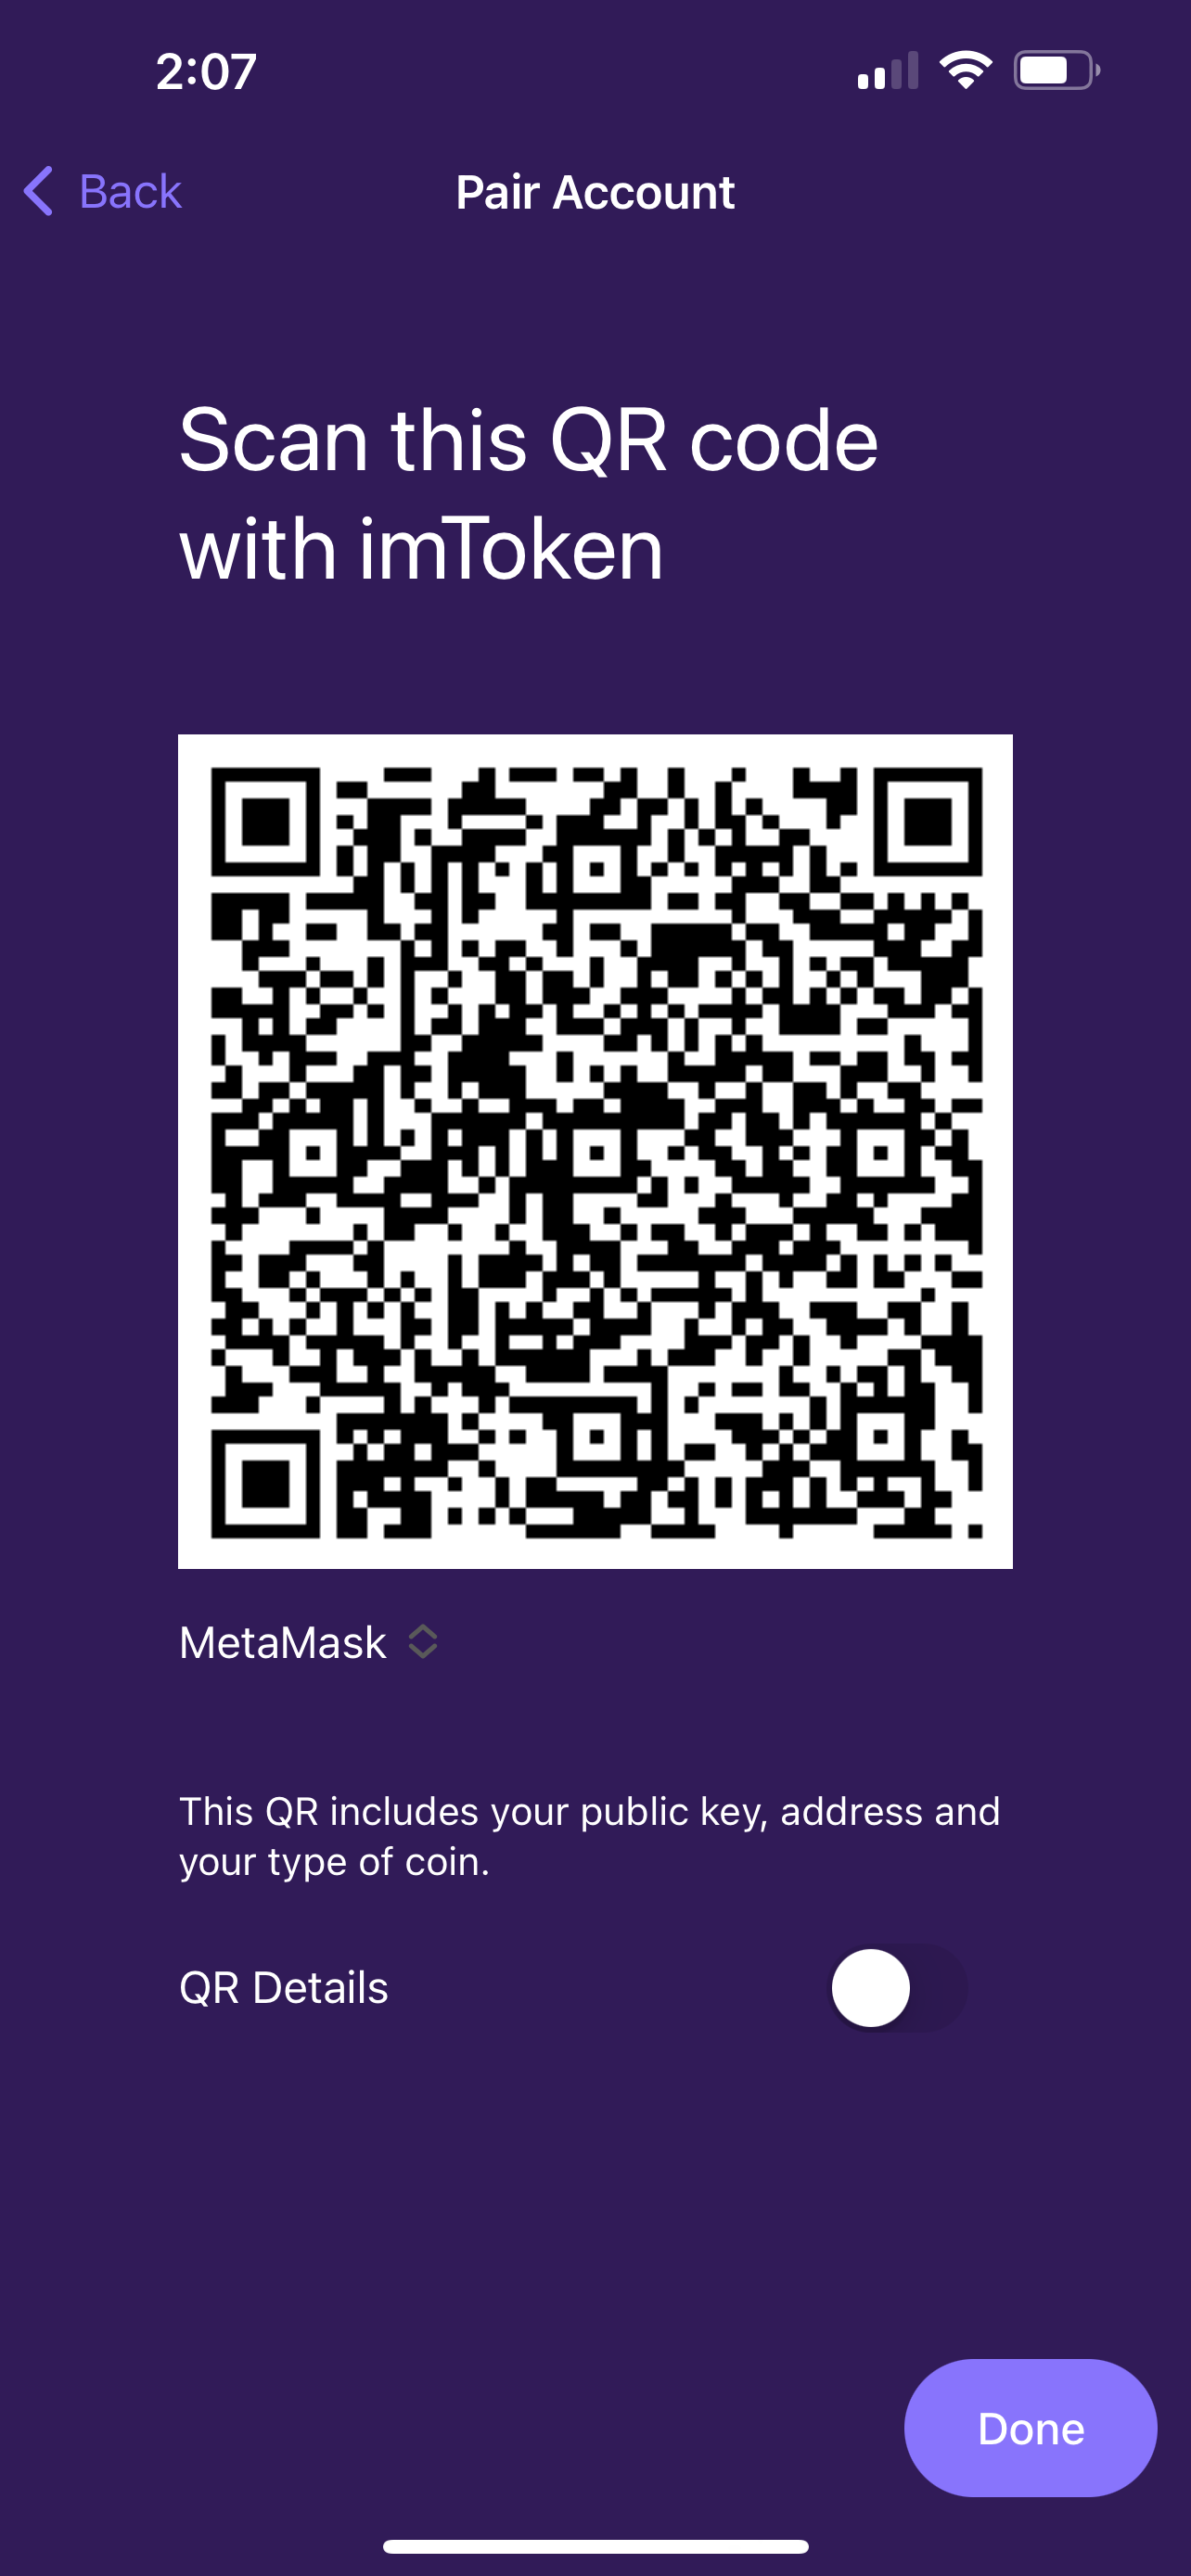 2:07
Back
Pair Account
Scan this QR code
with imToken
MetaMask
This QR includes your public key, address and
your type of coin.
QR Details
Done